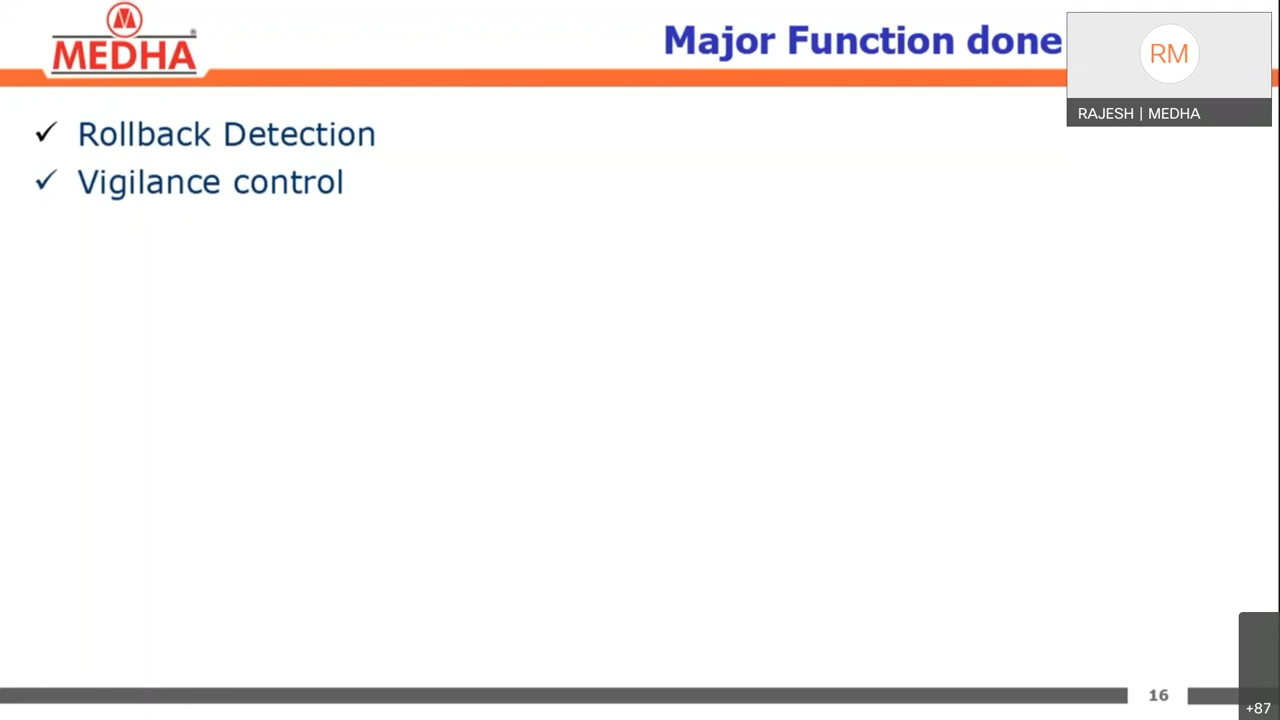 MEDHA
Major Function done
RM
RAJESH | MEDHA
✓ Rollback Detection
✓ Vigilance control
16
+87